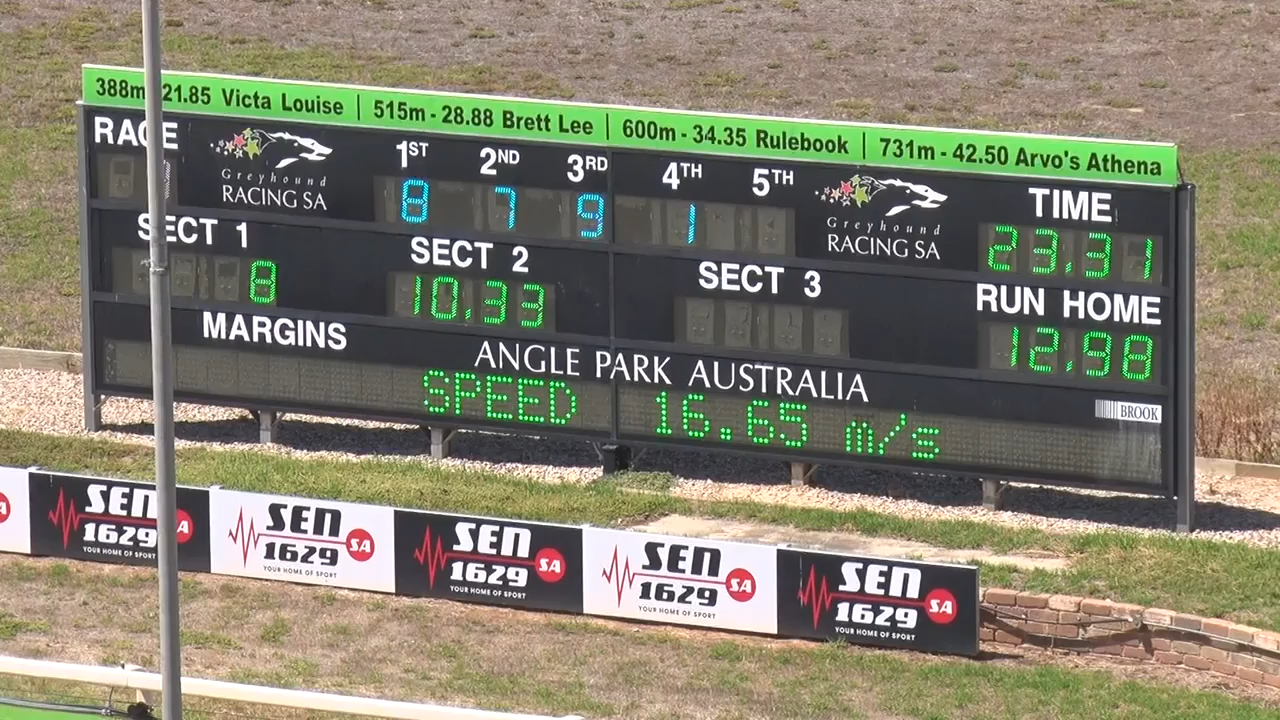 388m - 21.85 Victa Louise | 515m - 28.88 Brett Lee | 600m - 34.35 Rulebook | 731m - 42.50 Arvo's Athena
RACE
Greyhound
RACING SA
1ST 2ND 3RD 4TH 5TH
8 7 9 1
Greyhound
RACING SA
TIME
23.31
SECT 1
8
SECT 2
10.33
SECT 3
RUN HOME
12.98
MARGINS
ANGLE PARK AUSTRALIA
SPEED 16.65 m/s
BROOK
SEN
1629 SA
YOUR HOME OF SPORT
SEN
1629 SA
YOUR HOME OF SPORT
SEN
1629 SA
YOUR HOME OF SPORT
SEN
1629 SA
YOUR HOME OF SPORT
SEN
1629 SA
YOUR HOME OF SPORT